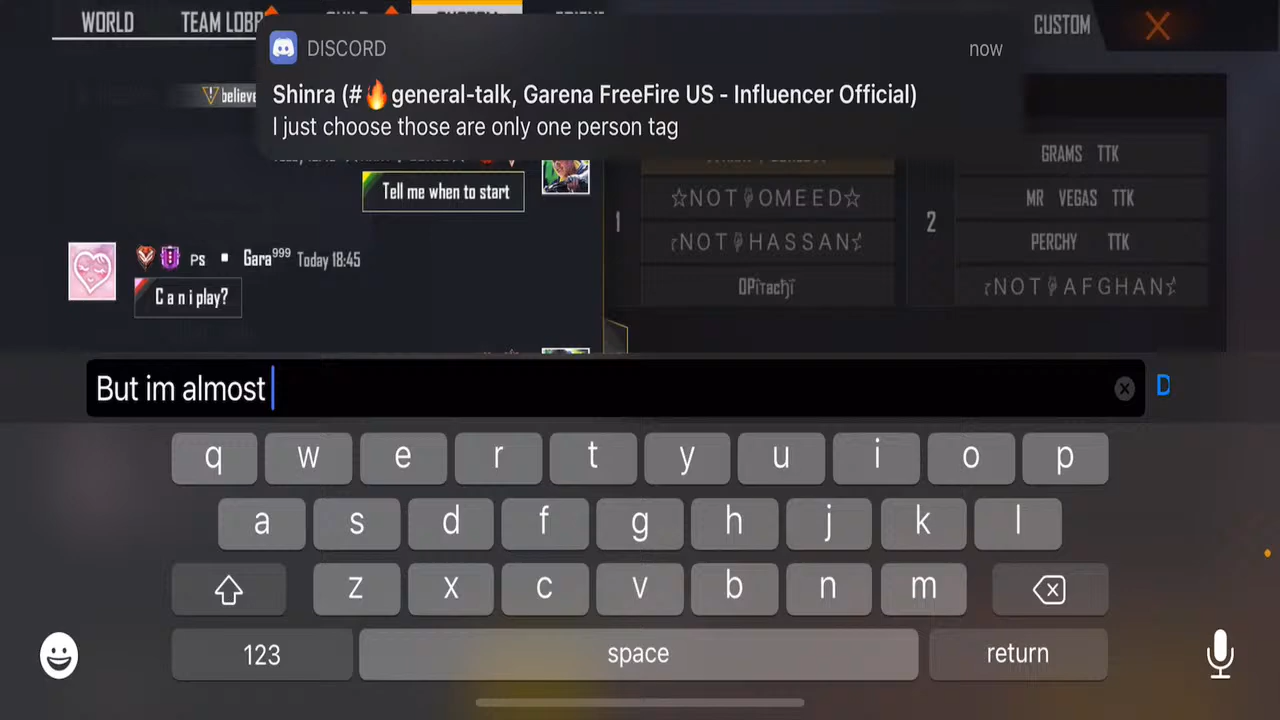 WORLD
TEAM LOBB
CUSTOM
DISCORD
now
Shinra (#🔥general-talk, Garena FreeFire US - Influencer Official)
I just choose those are only one person tag
believe
Tell me when to start
Ps ▪ Gara⁹⁹⁹ Today 18:45
C a n i play?
1
☆NOT☟OMEED☆
NOT☟HASSAN
2
GRAMS TTK
MR VEGAS TTK
PERCHY TTK
NOT☟AFGHAN
But im almost
D
q w e r t y u i o p
a s d f g h j k l
z x c v b n m
123
space
return